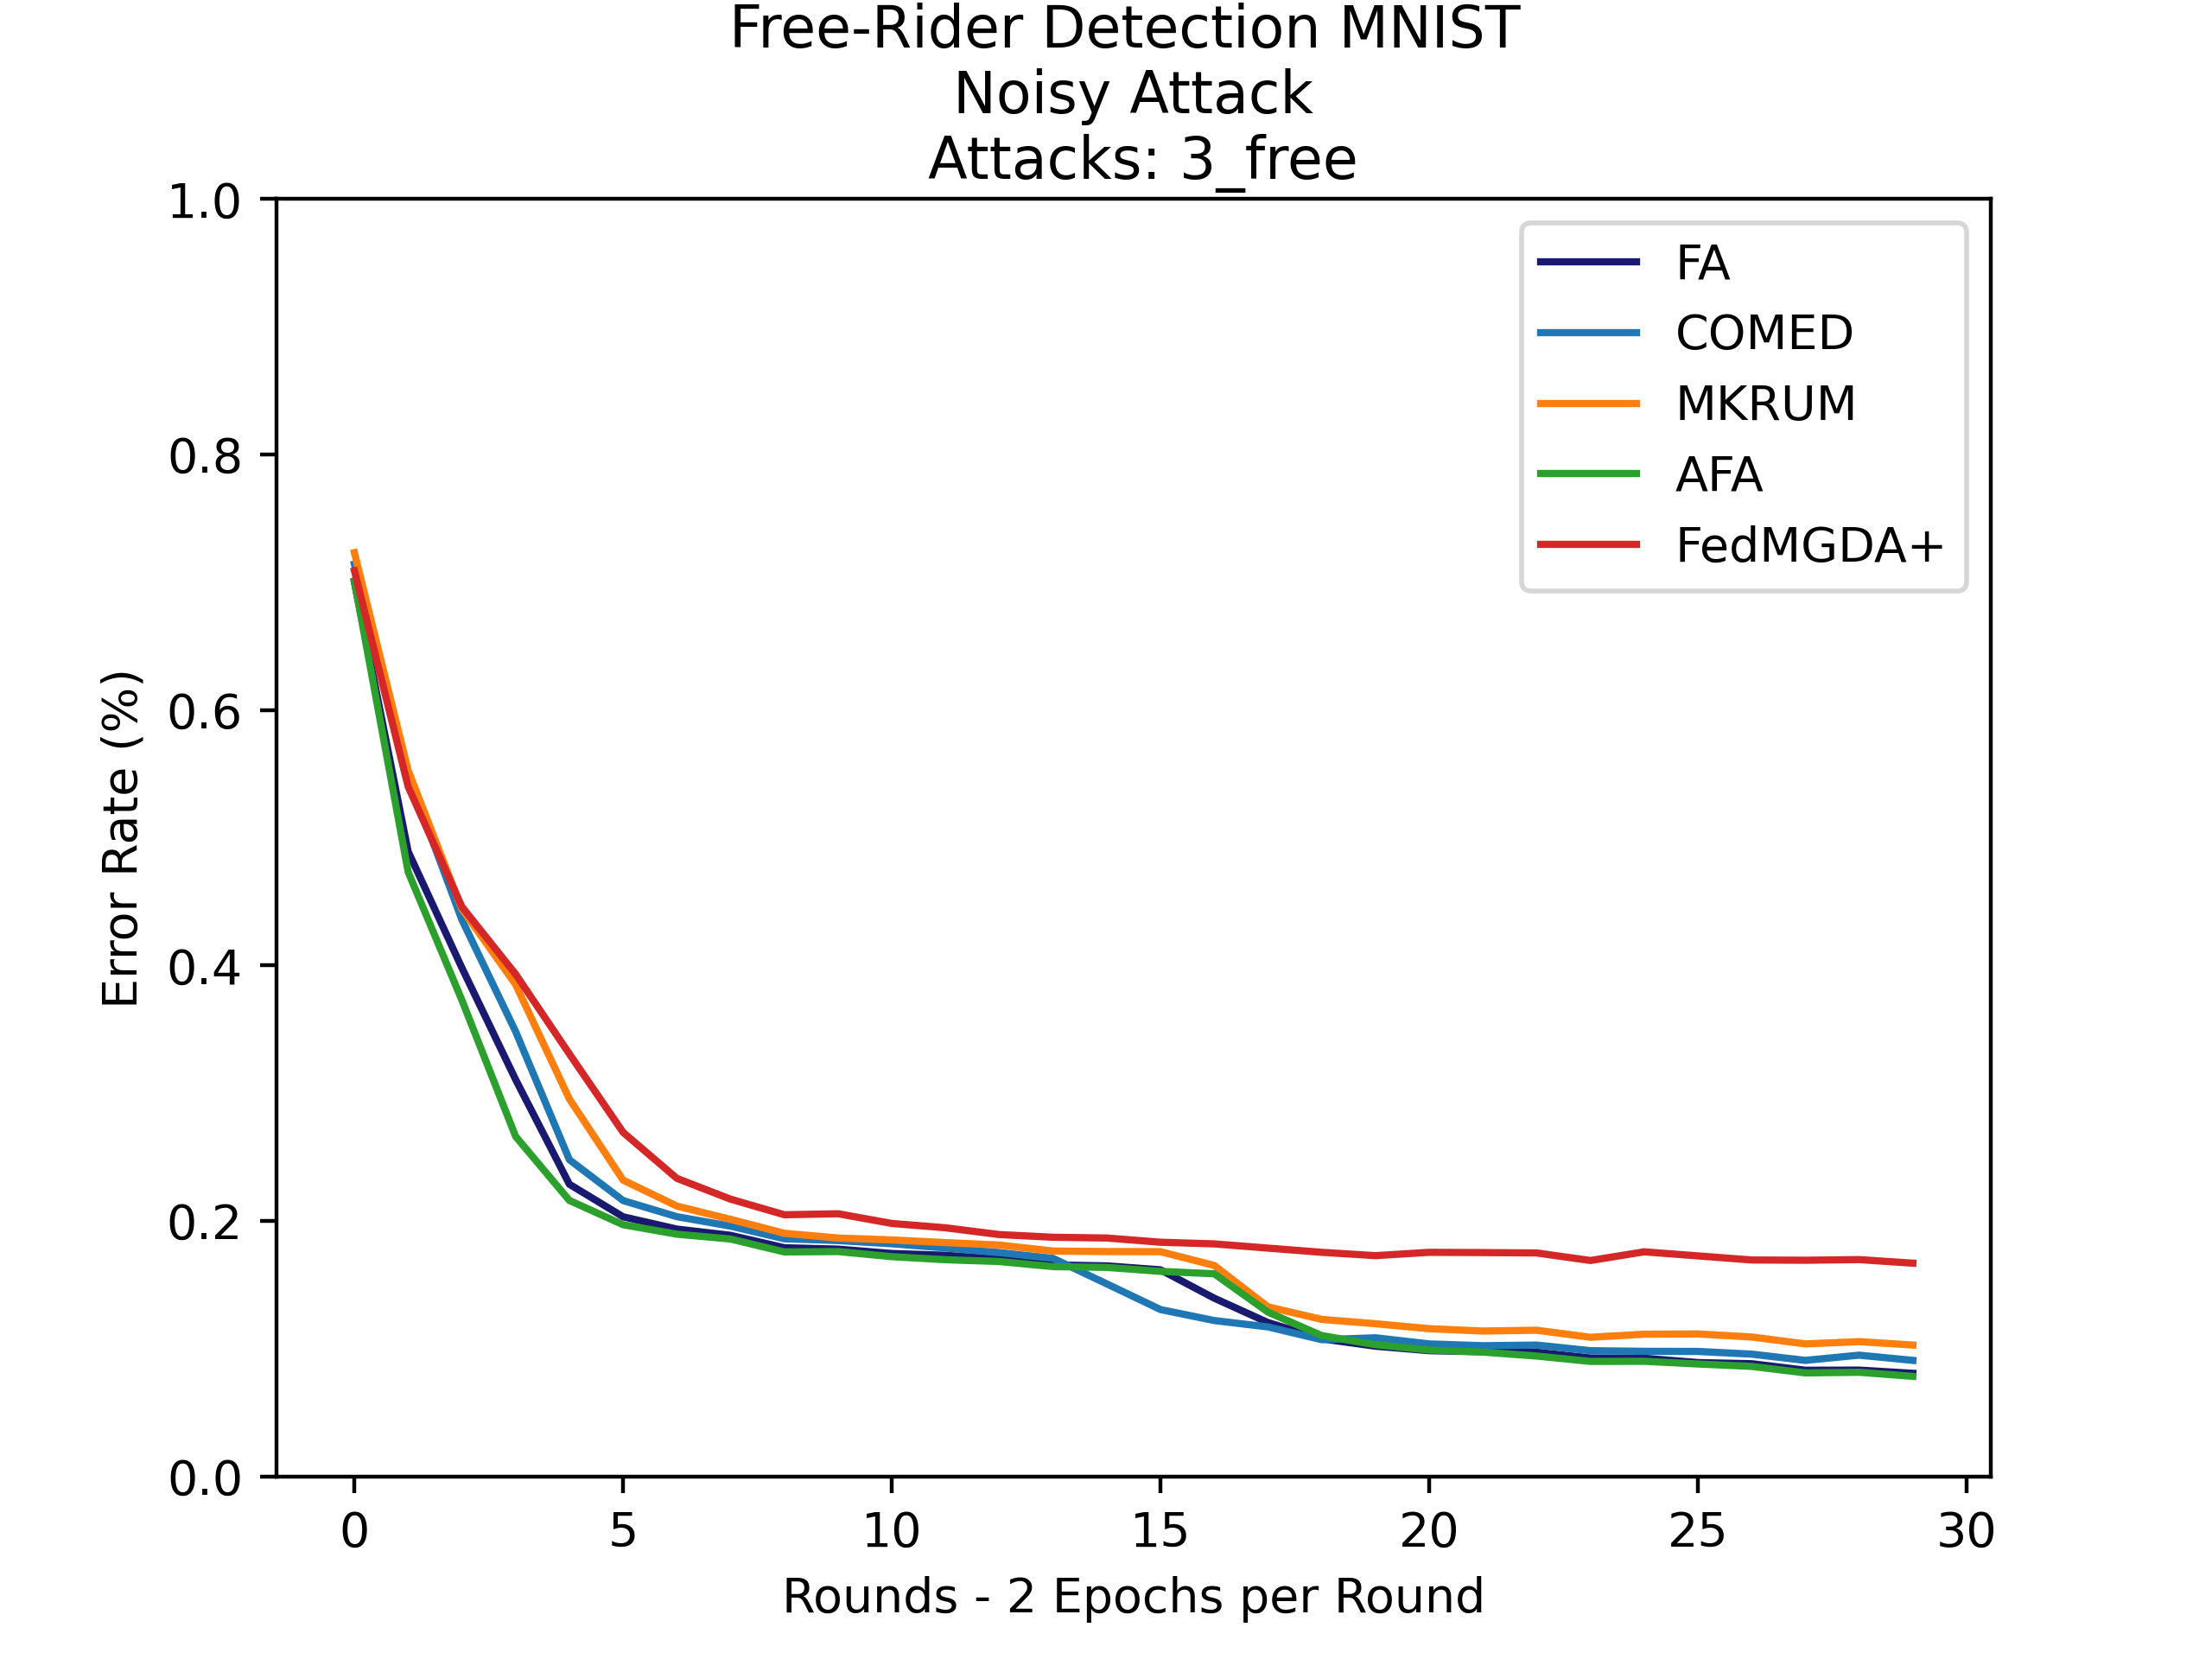 Free-Rider Detection MNIST
Noisy Attack
Attacks: 3_free
1.0
0.8
0.6
0.4
0.2
0.0
Error Rate (%)
FA
COMED
MKRUM
AFA
FedMGDA+
0 5 10 15 20 25 30
Rounds - 2 Epochs per Round